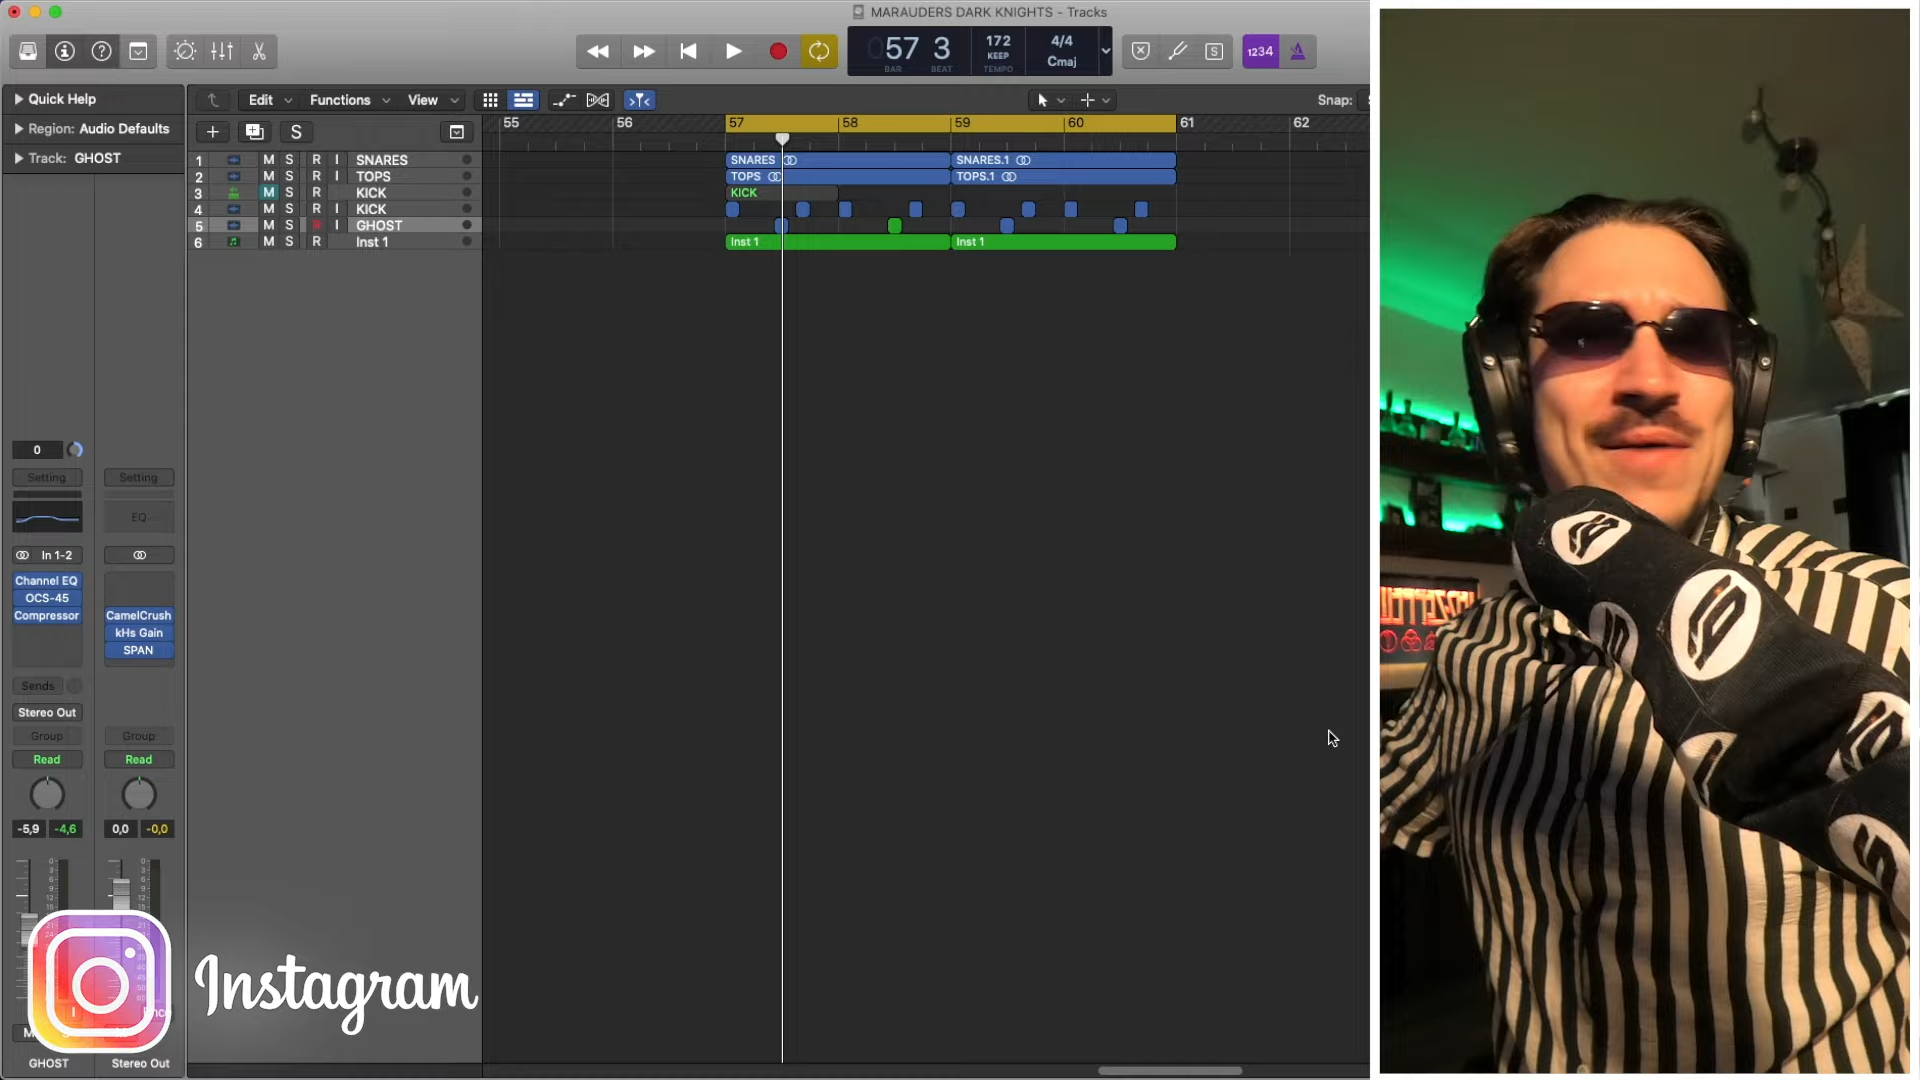 MARAUDERS DARK KNIGHTS - Tracks
57 3
BAR BEAT
172
KEEP
TEMPO
4/4
Cmaj
S
1234
Quick Help
Region: Audio Defaults
Track: GHOST
Edit Functions View
Snap:
S
55 56 57 58 59 60 61 62
1 M S R I SNARES
2 M S R I TOPS
3 M S R KICK
4 M S R I KICK
5 M S R I GHOST
6 M S R Inst 1
SNARES SNARES.1
TOPS TOPS.1
KICK
Inst 1 Inst 1
0
Setting Setting
EQ
In 1-2
Channel EQ
OCS-45
Compressor CamelCrush
kHs Gain
SPAN
Sends
Stereo Out
Group Group
Read Read
-5,9 -4,6 0,0 -0,0
Instagram
GHOST Stereo Out